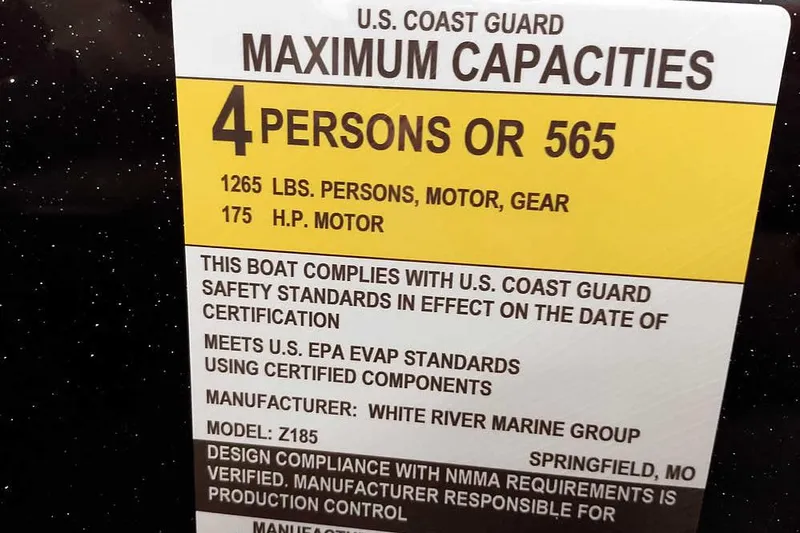 U.S. COAST GUARD
MAXIMUM CAPACITIES
4 PERSONS OR 565
1265 LBS. PERSONS, MOTOR, GEAR
175 H.P. MOTOR
THIS BOAT COMPLIES WITH U.S. COAST GUARD
SAFETY STANDARDS IN EFFECT ON THE DATE OF
CERTIFICATION
MEETS U.S. EPA EVAP STANDARDS
USING CERTIFIED COMPONENTS
MANUFACTURER: WHITE RIVER MARINE GROUP
MODEL: Z185
SPRINGFIELD, MO
DESIGN COMPLIANCE WITH NMMA REQUIREMENTS IS
VERIFIED. MANUFACTURER RESPONSIBLE FOR
PRODUCTION CONTROL